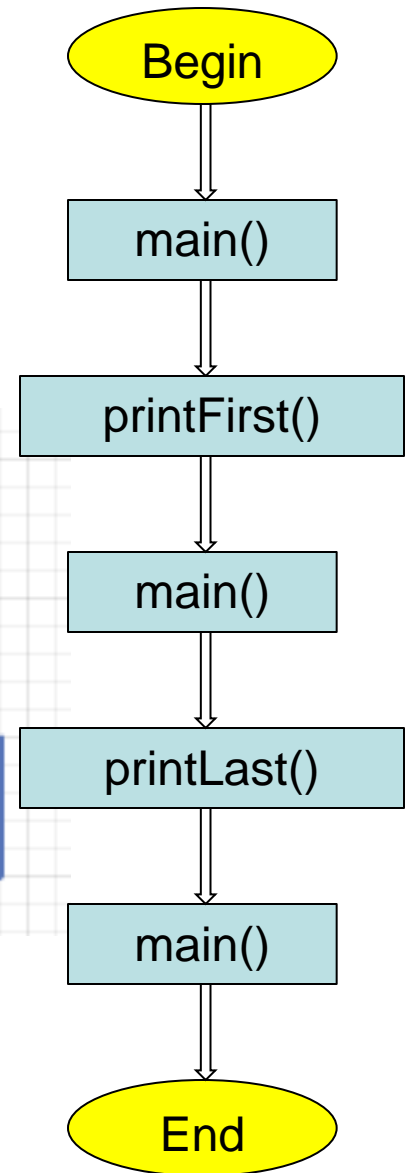 Begin
main()
printFirst()
main()
printLast()
main()
End